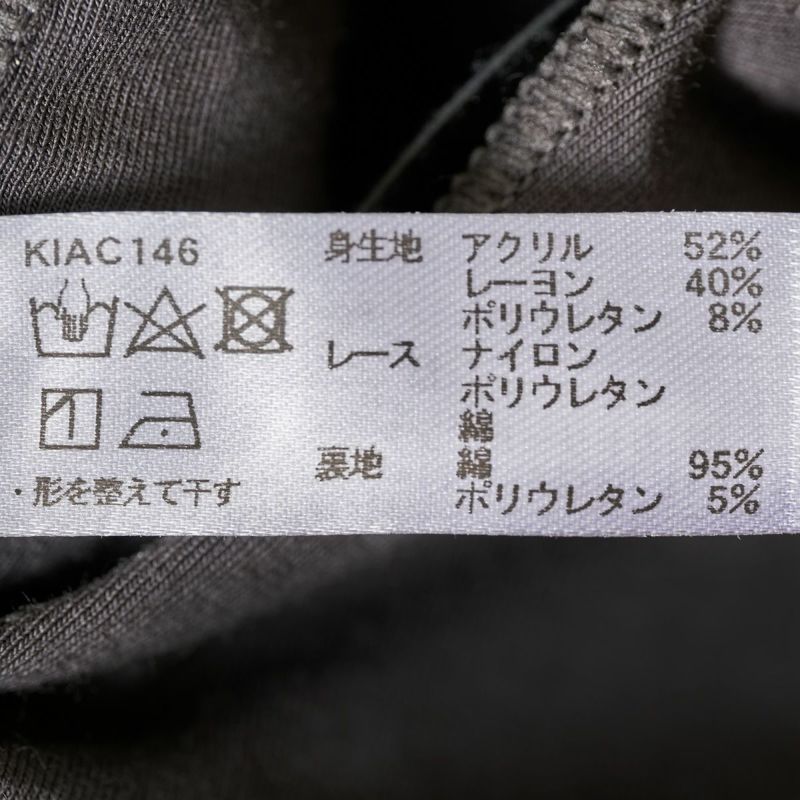 KIAC146
・形を整えて干す
身生地 アクリル 52%
レーヨン 40%
ポリウレタン 8%
レース ナイロン
ポリウレタン
綿
裏地 綿 95%
ポリウレタン 5%